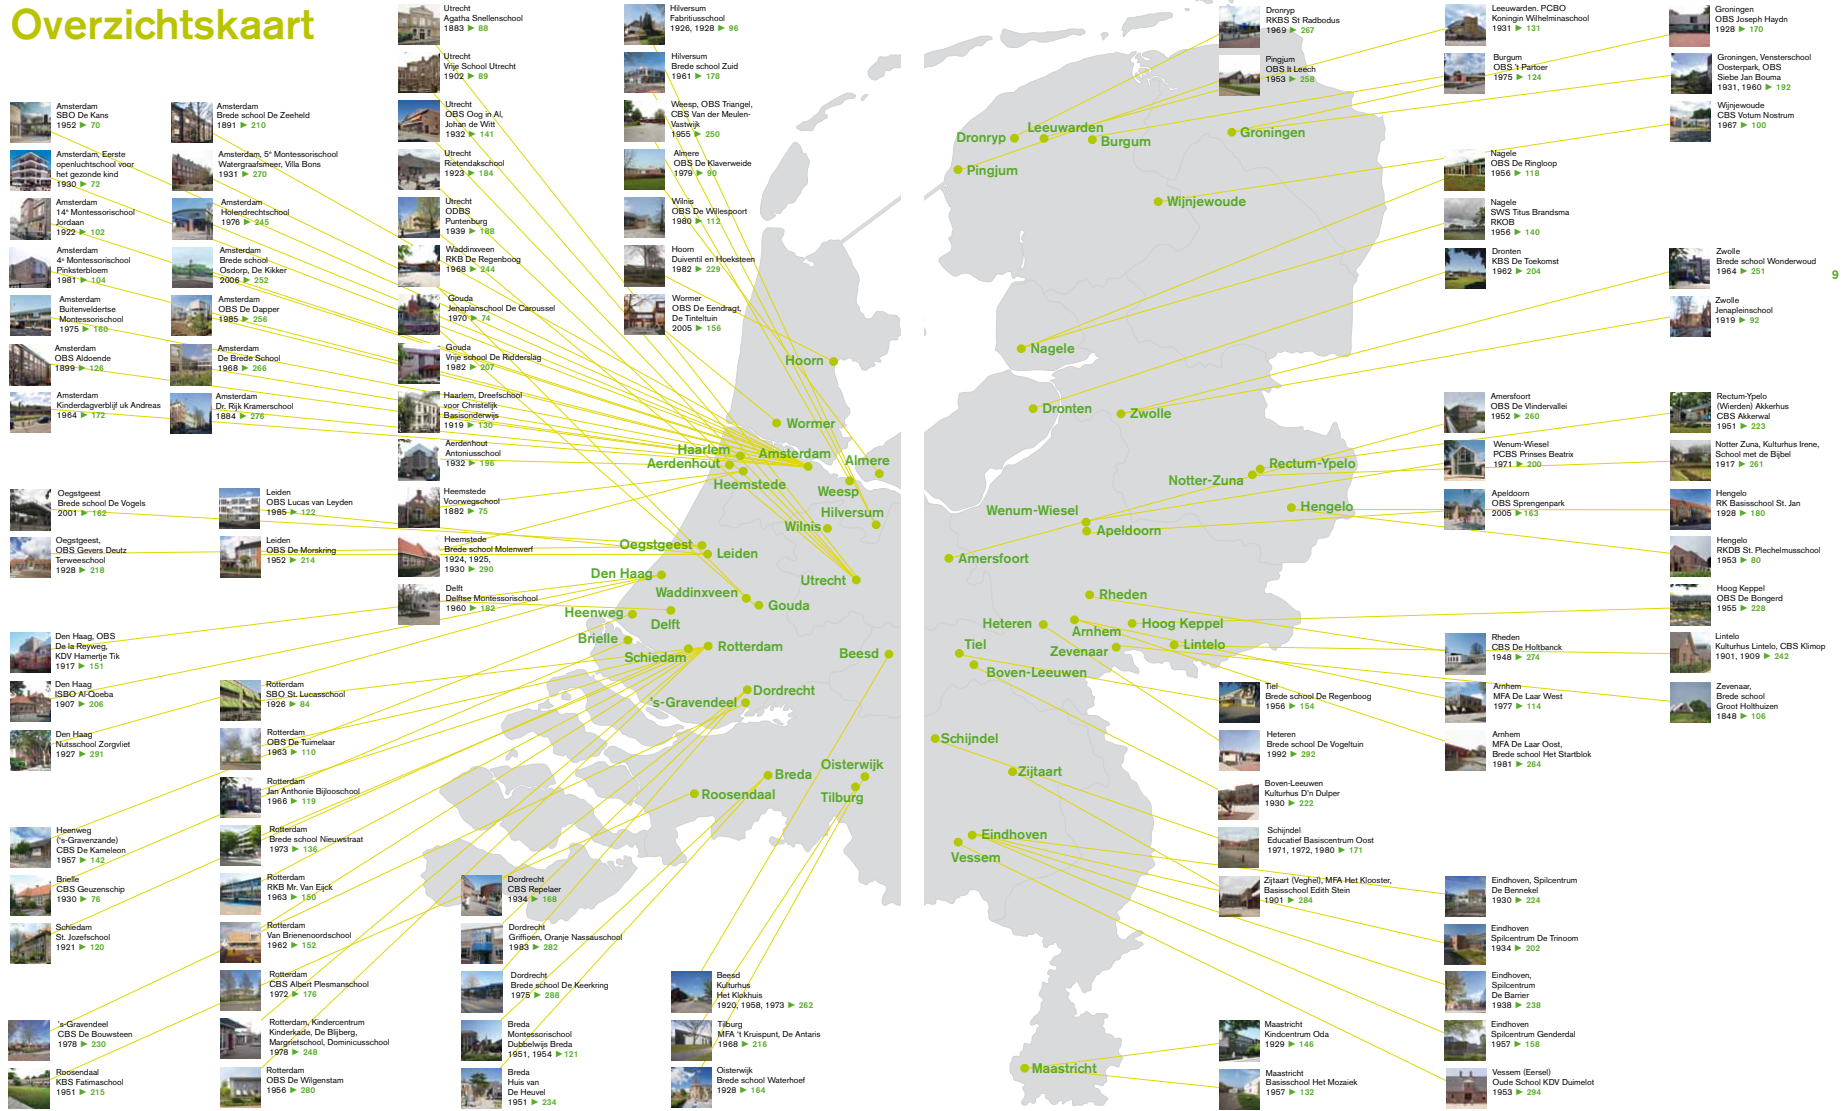 Overzichtskaart
Amsterdam
SBO De Kans
1952 ► 70
Amsterdam, Eerste
openluchtschool voor
het gezonde kind
1930 ► 72
Amsterdam
14e Montessorischool
Jordaan
1922 ► 102
Amsterdam
4e Montessorischool
Pinksterbloem
1981 ► 104
Amsterdam
Buitenveldertse
Montessorischool
1975 ► 160
Amsterdam
OBS Aldoende
1899 ► 126
Amsterdam
Kinderdagverblijf uk Andreas
1964 ► 172
Amsterdam
Brede school De Zeeheld
1891 ► 210
Amsterdam, 5e Montessorischool
Watergraafsmeer, Villa Bons
1931 ► 270
Amsterdam
Holendrechtschool
1976 ► 245
Amsterdam
Brede school
Osdorp, De Kikker
2006 ► 252
Amsterdam
OBS De Dapper
1985 ► 256
Amsterdam
De Brede School
1968 ► 266
Amsterdam
Dr. Rijk Kramerschool
1884 ► 276
Oegstgeest
Brede school De Vogels
2001 ► 162
Oegstgeest,
OBS Gevers Deutz
Terweeschool
1928 ► 218
Leiden
OBS Lucas van Leyden
1985 ► 122
Leiden
OBS De Morskring
1952 ► 214
Den Haag, OBS
De la Reyweg,
KDV Hamertje Tik
1917 ► 151
Den Haag
ISBO Al-Qoeba
1907 ► 206
Den Haag
Nutsschool Zorgvliet
1927 ► 291
Heenweg
('s-Gravenzande)
CBS De Kameleon
1957 ► 142
Brielle
CBS Geuzenschip
1930 ► 76
Schiedam
St. Jozefschool
1921 ► 120
's-Gravendeel
CBS De Bouwsteen
1978 ► 230
Roosendaal
KBS Fatimaschool
1951 ► 215
Rotterdam
SBO St. Lucasschool
1926 ► 84
Rotterdam
OBS De Tuimelaar
1963 ► 110
Rotterdam
Jan Anthonie Bijlooschool
1966 ► 119
Rotterdam
Brede school Nieuwstraat
1973 ► 136
Rotterdam
RKB Mr. Van Eijck
1963 ► 150
Rotterdam
Van Brienenoordschool
1962 ► 152
Rotterdam
CBS Albert Plesmanschool
1972 ► 176
Rotterdam, Kindercentrum
Kinderkade, De Blijberg,
Margrietschool, Dominicusschool
1978 ► 248
Rotterdam
OBS De Wilgenstam
1956 ► 280
Utrecht
Agatha Snellenschool
1883 ► 88
Utrecht
Vrije School Utrecht
1902 ► 89
Utrecht
OBS Oog in Al,
Johan de Witt
1932 ► 141
Utrecht
Rietendakschool
1923 ► 184
Utrecht
ODBS
Puntenburg
1939 ► 188
Waddinxveen
RKB De Regenboog
1968 ► 244
Gouda
Jenaplanschool De Caroussel
1970 ► 74
Gouda
Vrije school De Ridderslag
1982 ► 207
Haarlem, Dreefschool
voor Christelijk
Basisonderwijs
1919 ► 130
Aerdenhout
Antoniusschool
1932 ► 196
Heemstede
Voorwegschool
1882 ► 75
Heemstede
Brede school Molenwerf
1924, 1925,
1930 ► 290
Delft
Delftse Montessorischool
1960 ► 182
Dordrecht
CBS Repelaer
1934 ► 168
Dordrecht
Griffioen, Oranje Nassauschool
1983 ► 282
Dordrecht
Brede school De Keerkring
1975 ► 288
Breda
Montessorischool
Dubbelwijs Breda
1951, 1954 ► 121
Breda
Huis van
De Heuvel
1951 ► 234
Hilversum
Fabritiusschool
1926, 1928 ► 96
Hilversum
Brede school Zuid
1961 ► 178
Weesp, OBS Triangel,
CBS Van der Meulen-
Vastwijk
1955 ► 250
Almere
OBS De Klaverweide
1979 ► 90
Wilnis
OBS De Willespoort
1980 ► 112
Hoorn
Duiventil en Hoeksteen
1982 ► 229
Wormer
OBS De Eendragt,
De Tinteltuin
2005 ► 156
Beesd
Kulturhus
Het Klokhuis
1920, 1958, 1973 ► 262
Tilburg
MFA 't Kruispunt, De Antaris
1968 ► 216
Oisterwijk
Brede school Waterhoef
1928 ► 164
Hoorn
Wormer
Haarlem
Amsterdam
Aerdenhout
Almere
Heemstede
Weesp
Hilversum
Wilnis
Oegstgeest
Leiden
Den Haag
Utrecht
Waddinxveen
Gouda
Heenweg
Delft
Brielle
Rotterdam
Schiedam
Beesd
Dordrecht
's-Gravendeel
Oisterwijk
Breda
Roosendaal
Tilburg
Dronryp
Leeuwarden
Burgum
Groningen
Pingjum
Wijnjewoude
Nagele
Dronten
Zwolle
Rectum-Ypelo
Notter-Zuna
Wenum-Wiesel
Hengelo
Apeldoorn
Amersfoort
Rheden
Heteren
Arnhem
Hoog Keppel
Tiel
Zevenaar
Lintelo
Boven-Leeuwen
Schijndel
Zijtaart
Eindhoven
Vessem
Maastricht
Dronryp
RKBS St Radbodus
1969 ► 267
Pingjum
OBS It Leech
1953 ► 258
Tiel
Brede school De Regenboog
1956 ► 154
Heteren
Brede school De Vogeltuin
1992 ► 292
Boven-Leeuwen
Kulturhus D'n Dulper
1930 ► 222
Schijndel
Educatief Basiscentrum Oost
1971, 1972, 1980 ► 171
Zijtaart (Veghel), MFA Het Klooster,
Basisschool Edith Stein
1901 ► 284
Maastricht
Kindcentrum Oda
1929 ► 146
Maastricht
Basisschool Het Mozaiek
1957 ► 132
Leeuwarden. PCBO
Koningin Wilhelminaschool
1931 ► 131
Burgum
OBS 't Partoer
1975 ► 124
Nagele
OBS De Ringloop
1956 ► 118
Nagele
SWS Titus Brandsma
RKOB
1956 ► 140
Dronten
KBS De Toekomst
1962 ► 204
Amersfoort
OBS De Vlindervallei
1952 ► 260
Wenum-Wiesel
PCBS Prinses Beatrix
1971 ► 200
Apeldoorn
OBS Sprengenpark
2005 ► 163
Rheden
CBS De Holtbanck
1948 ► 274
Arnhem
MFA De Laar West
1977 ► 114
Arnhem
MFA De Laar Oost,
Brede school Het Startblok
1981 ► 264
Eindhoven, Spilcentrum
De Bennekel
1930 ► 224
Eindhoven
Spilcentrum De Trinoom
1934 ► 202
Eindhoven,
Spilcentrum
De Barrier
1938 ► 238
Eindhoven
Spilcentrum Genderdal
1957 ► 158
Vessem (Eersel)
Oude School KDV Duimelot
1953 ► 294
Groningen
OBS Joseph Haydn
1928 ► 170
Groningen, Vensterschool
Oosterpark, OBS
Siebe Jan Bouma
1931, 1960 ► 192
Wijnjewoude
CBS Votum Nostrum
1967 ► 100
Zwolle
Brede school Wonderwoud
1964 ► 251
Zwolle
Jenapleinschool
1919 ► 92
Rectum-Ypelo
(Wierden) Akkerhus
CBS Akkerwal
1951 ► 223
Notter Zuna, Kulturhus Irene,
School met de Bijbel
1917 ► 261
Hengelo
RK Basisschool St. Jan
1928 ► 180
Hengelo
RKDB St. Plechelmusschool
1953 ► 80
Hoog Keppel
OBS De Bongerd
1955 ► 228
Lintelo
Kulturhus Lintelo, CBS Klimop
1901, 1909 ► 242
Zevenaar,
Brede school
Groot Holthuizen
1848 ► 106
9